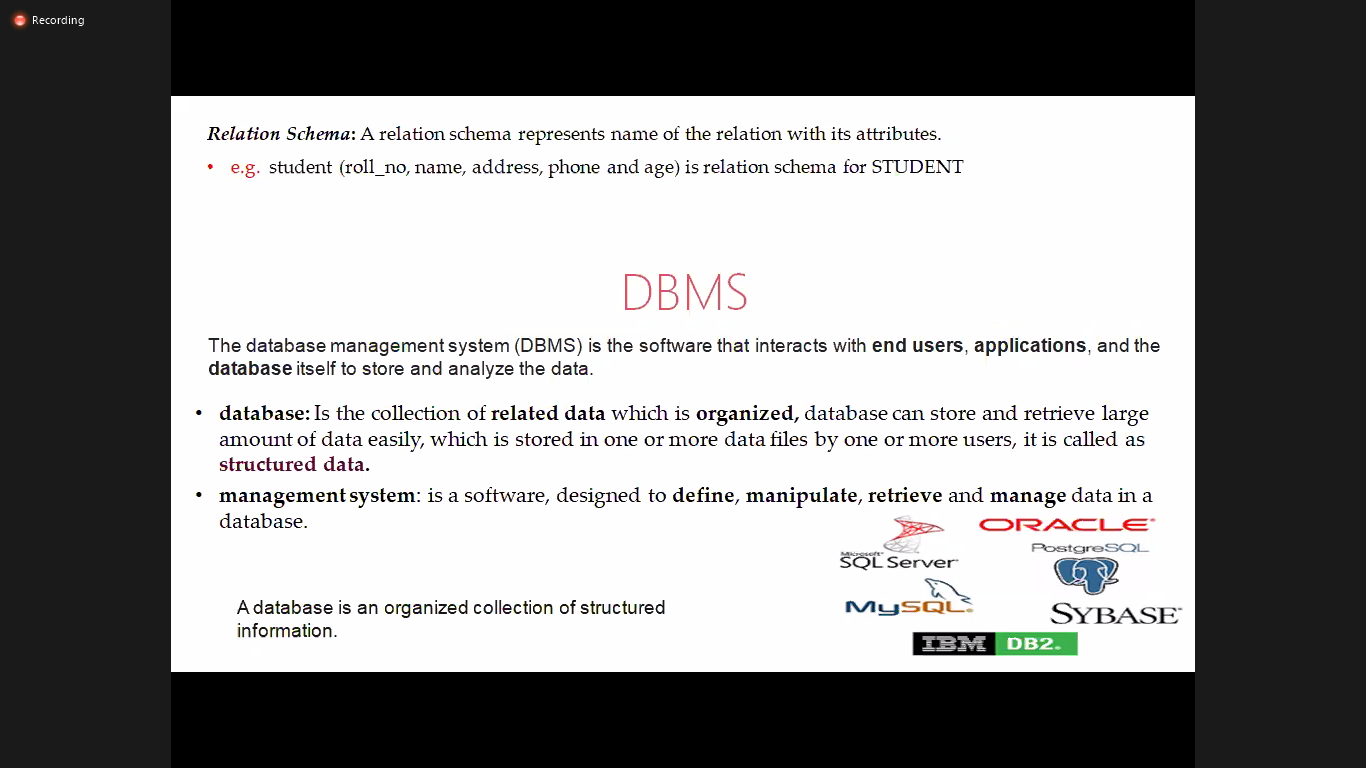 Recording
Relation Schema: A relation schema represents name of the relation with its attributes.
• e.g. student (roll_no, name, address, phone and age) is relation schema for STUDENT
DBMS
The database management system (DBMS) is the software that interacts with end users, applications, and the
database itself to store and analyze the data.
• database: Is the collection of related data which is organized, database can store and retrieve large
amount of data easily, which is stored in one or more data files by one or more users, it is called as
structured data.
• management system: is a software, designed to define, manipulate, retrieve and manage data in a
database.
ORACLE®
PostgreSQL
Microsoft®
SQL Server®
MySQL®
SYBASE™
IBM DB2®
A database is an organized collection of structured
information.